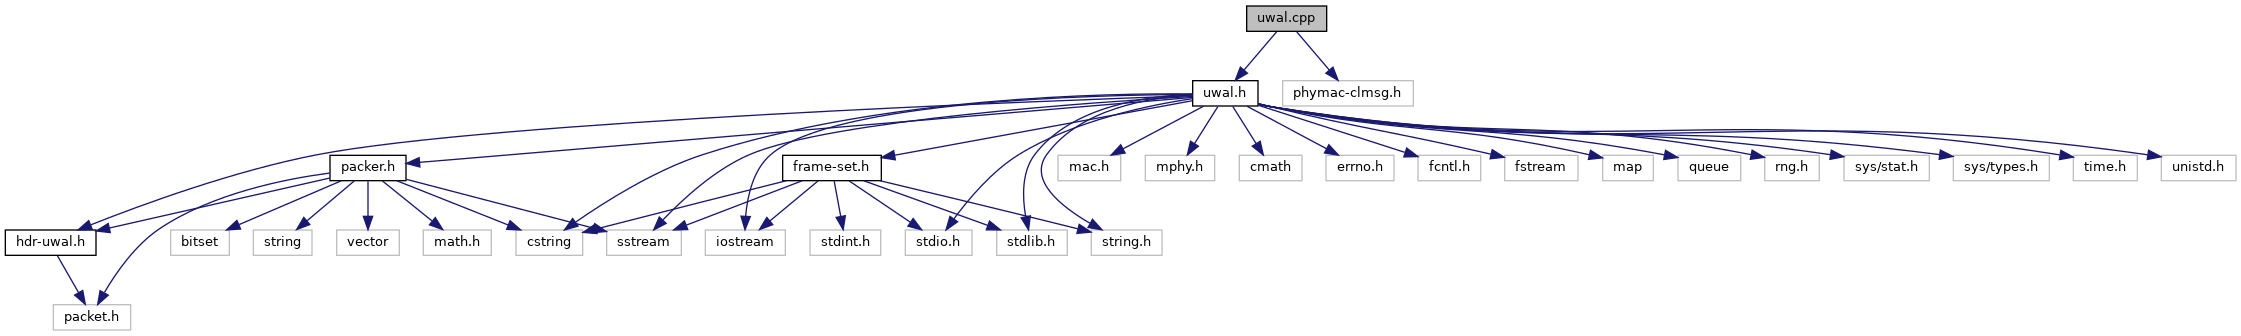 uwal.cpp
uwal.h
phymac-clmsg.h
packer.h
frame-set.h
mac.h
mphy.h
cmath
errno.h
fcntl.h
fstream
map
queue
rng.h
sys/stat.h
sys/types.h
time.h
unistd.h
hdr-uwal.h
bitset
string
vector
math.h
cstring
sstream
iostream
stdint.h
stdio.h
stdlib.h
string.h
packet.h